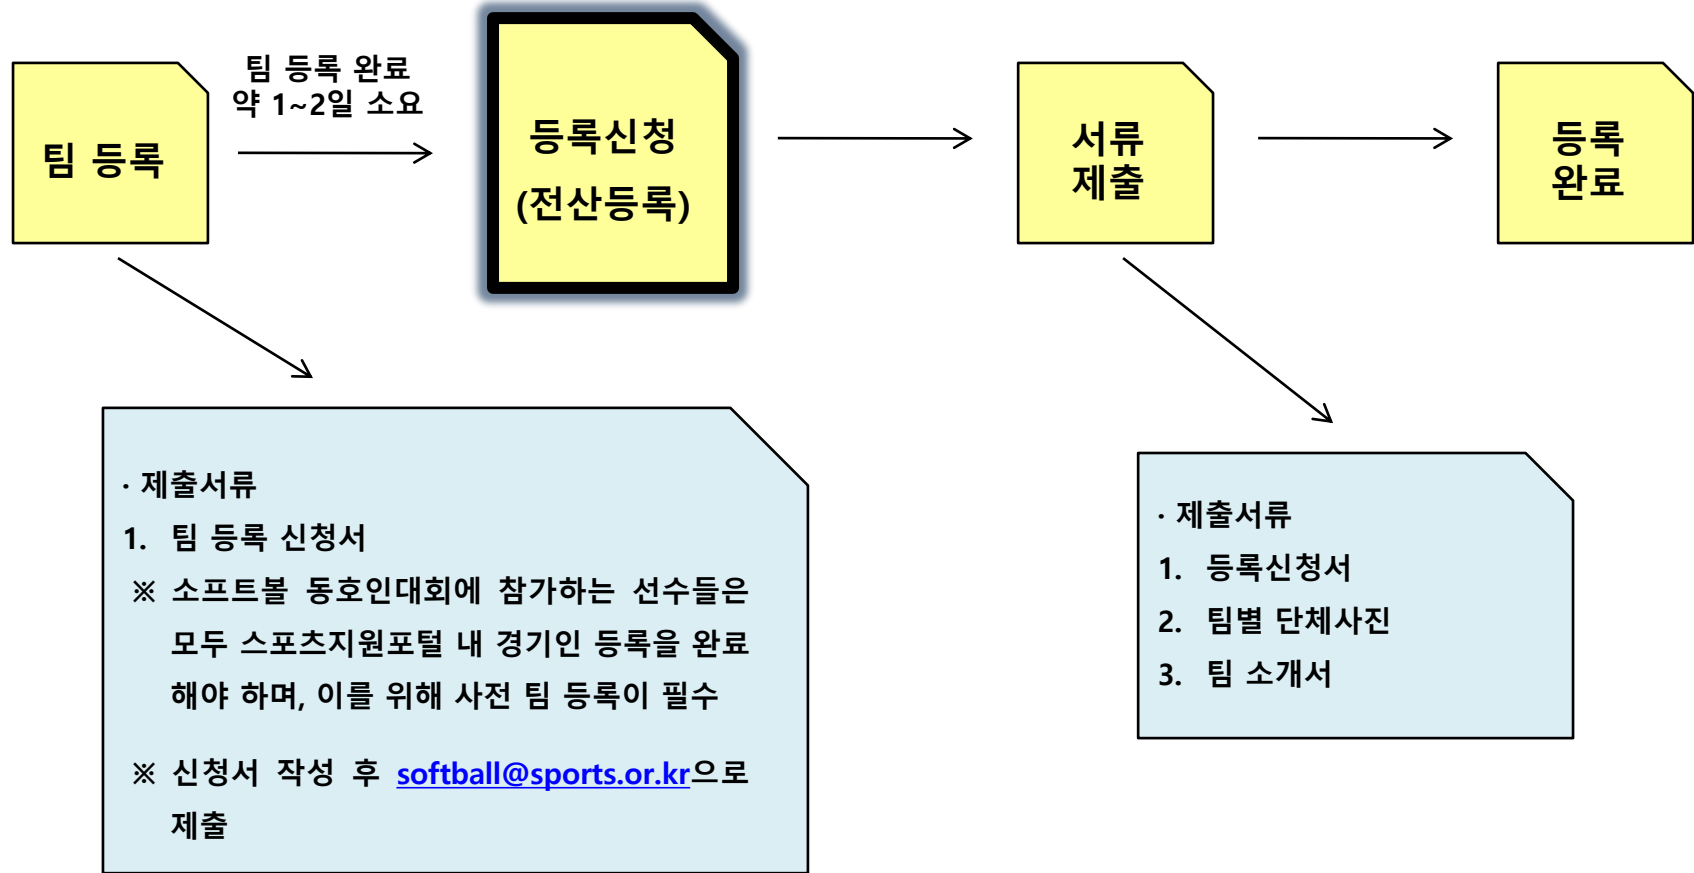 팀 등록
팀 등록 완료
약 1~2일 소요
등록신청
(전산등록)
서류
제출
등록
완료
· 제출서류
1. 팀 등록 신청서
※ 소프트볼 동호인대회에 참가하는 선수들은
모두 스포츠지원포털 내 경기인 등록을 완료
해야 하며, 이를 위해 사전 팀 등록이 필수
※ 신청서 작성 후 softball@sports.or.kr으로
제출
· 제출서류
1. 등록신청서
2. 팀별 단체사진
3. 팀 소개서